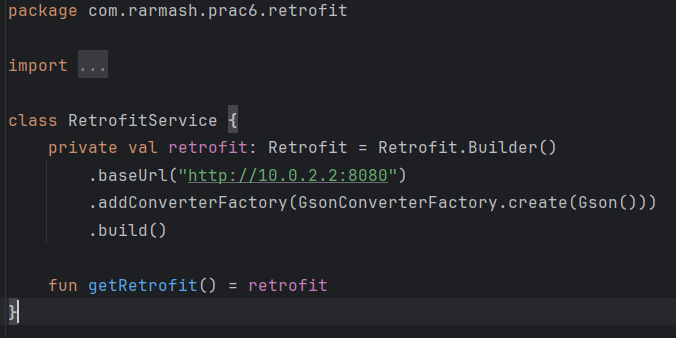 package com.rarmash.prac6.retrofit
import ...
class RetrofitService {
    private val retrofit: Retrofit = Retrofit.Builder()
        .baseUrl("http://10.0.2.2:8080")
        .addConverterFactory(GsonConverterFactory.create(Gson()))
        .build()
    fun getRetrofit() = retrofit
}